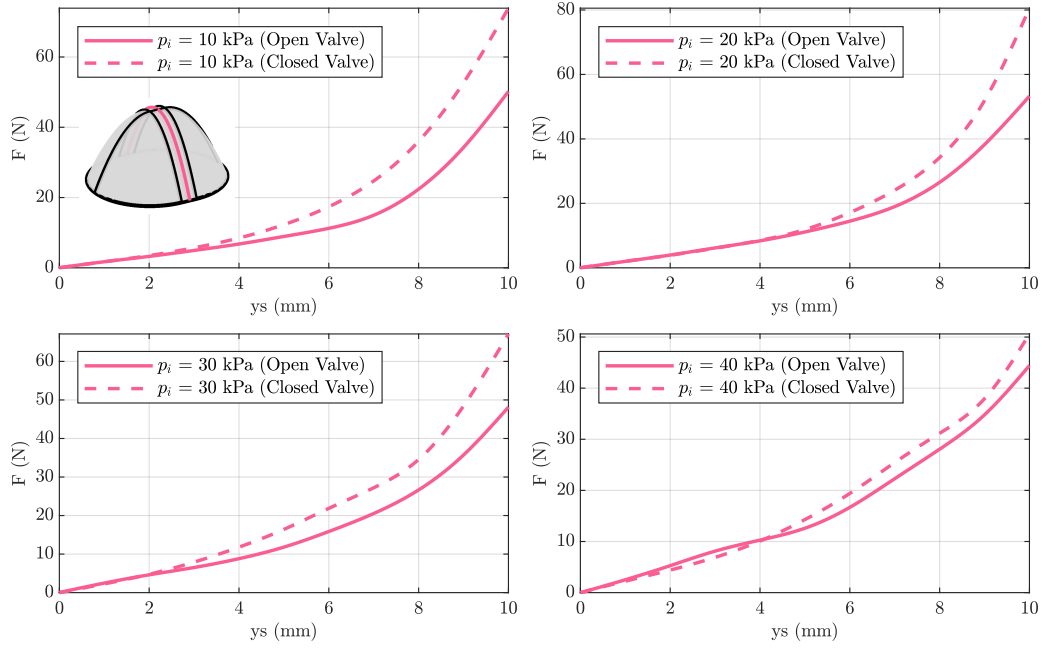 p_i = 10 kPa (Open Valve)
p_i = 10 kPa (Closed Valve)
F (N)
60
40
20
0
0 2 4 6 8 10
ys (mm)
p_i = 20 kPa (Open Valve)
p_i = 20 kPa (Closed Valve)
F (N)
80
60
40
20
0
0 2 4 6 8 10
ys (mm)
p_i = 30 kPa (Open Valve)
p_i = 30 kPa (Closed Valve)
F (N)
60
50
40
30
20
10
0
0 2 4 6 8 10
ys (mm)
p_i = 40 kPa (Open Valve)
p_i = 40 kPa (Closed Valve)
F (N)
50
40
30
20
10
0
0 2 4 6 8 10
ys (mm)